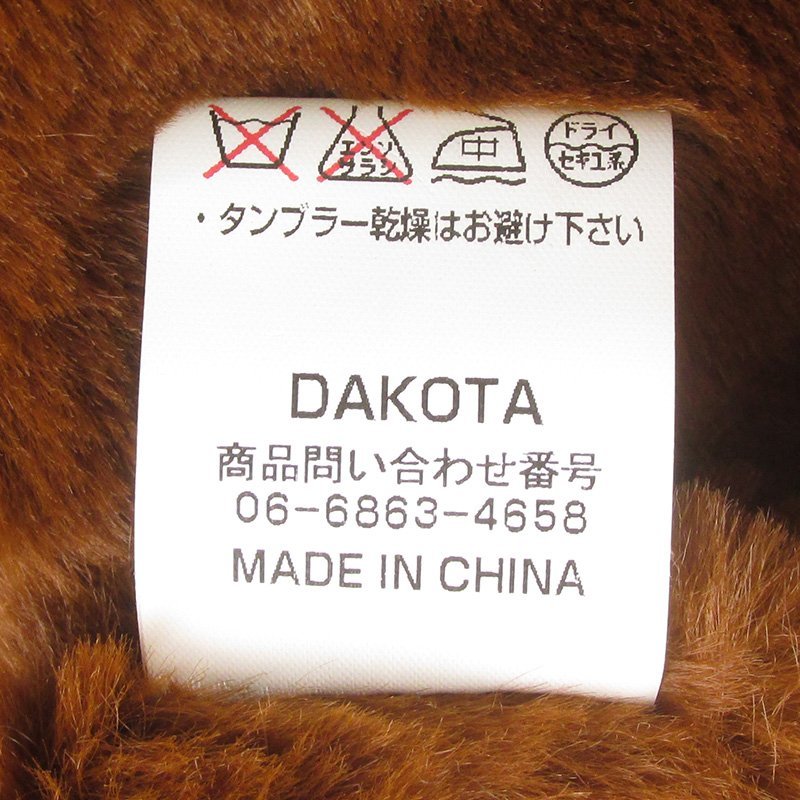 エンソサラシ 中 ドライ セキユ系
・タンブラー乾燥はお避け下さい
DAKOTA
商品問い合わせ番号
06-6863-4658
MADE IN CHINA